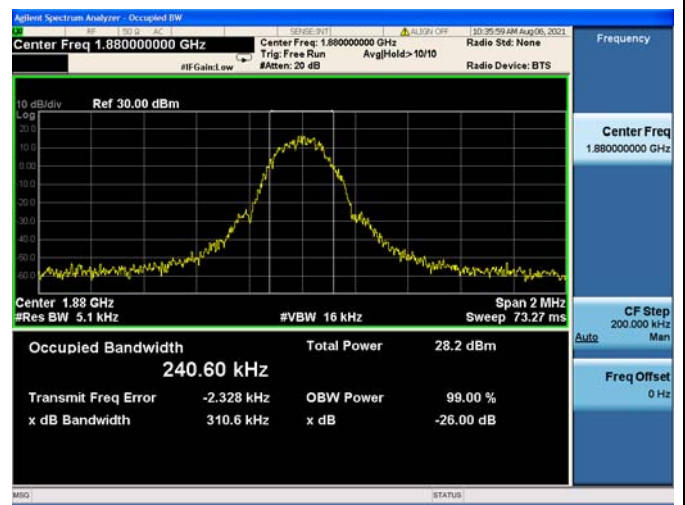 Agilent Spectrum Analyzer - Occupied BW
RF 50 Ω AC SENSE:INT ALIGN OFF 10:35:59 AM Aug 06, 2021
Center Freq 1.880000000 GHz
Center Freq: 1.880000000 GHz
Radio Std: None
Trig: Free Run Avg|Hold:> 10/10
#IFGain:Low #Atten: 20 dB Radio Device: BTS
Frequency
10 dB/div Ref 30.00 dBm
Log
20.0
10.0
0.00
-10.0
-20.0
-30.0
-40.0
-50.0
-60.0
Center 1.88 GHz Span 2 MHz
#Res BW 5.1 kHz #VBW 16 kHz Sweep 73.27 ms
Occupied Bandwidth Total Power 28.2 dBm
240.60 kHz
Transmit Freq Error -2.328 kHz OBW Power 99.00 %
x dB Bandwidth 310.6 kHz x dB -26.00 dB
Center Freq
1.880000000 GHz
CF Step
200.000 kHz
Auto Man
Freq Offset
0 Hz
MSG STATUS